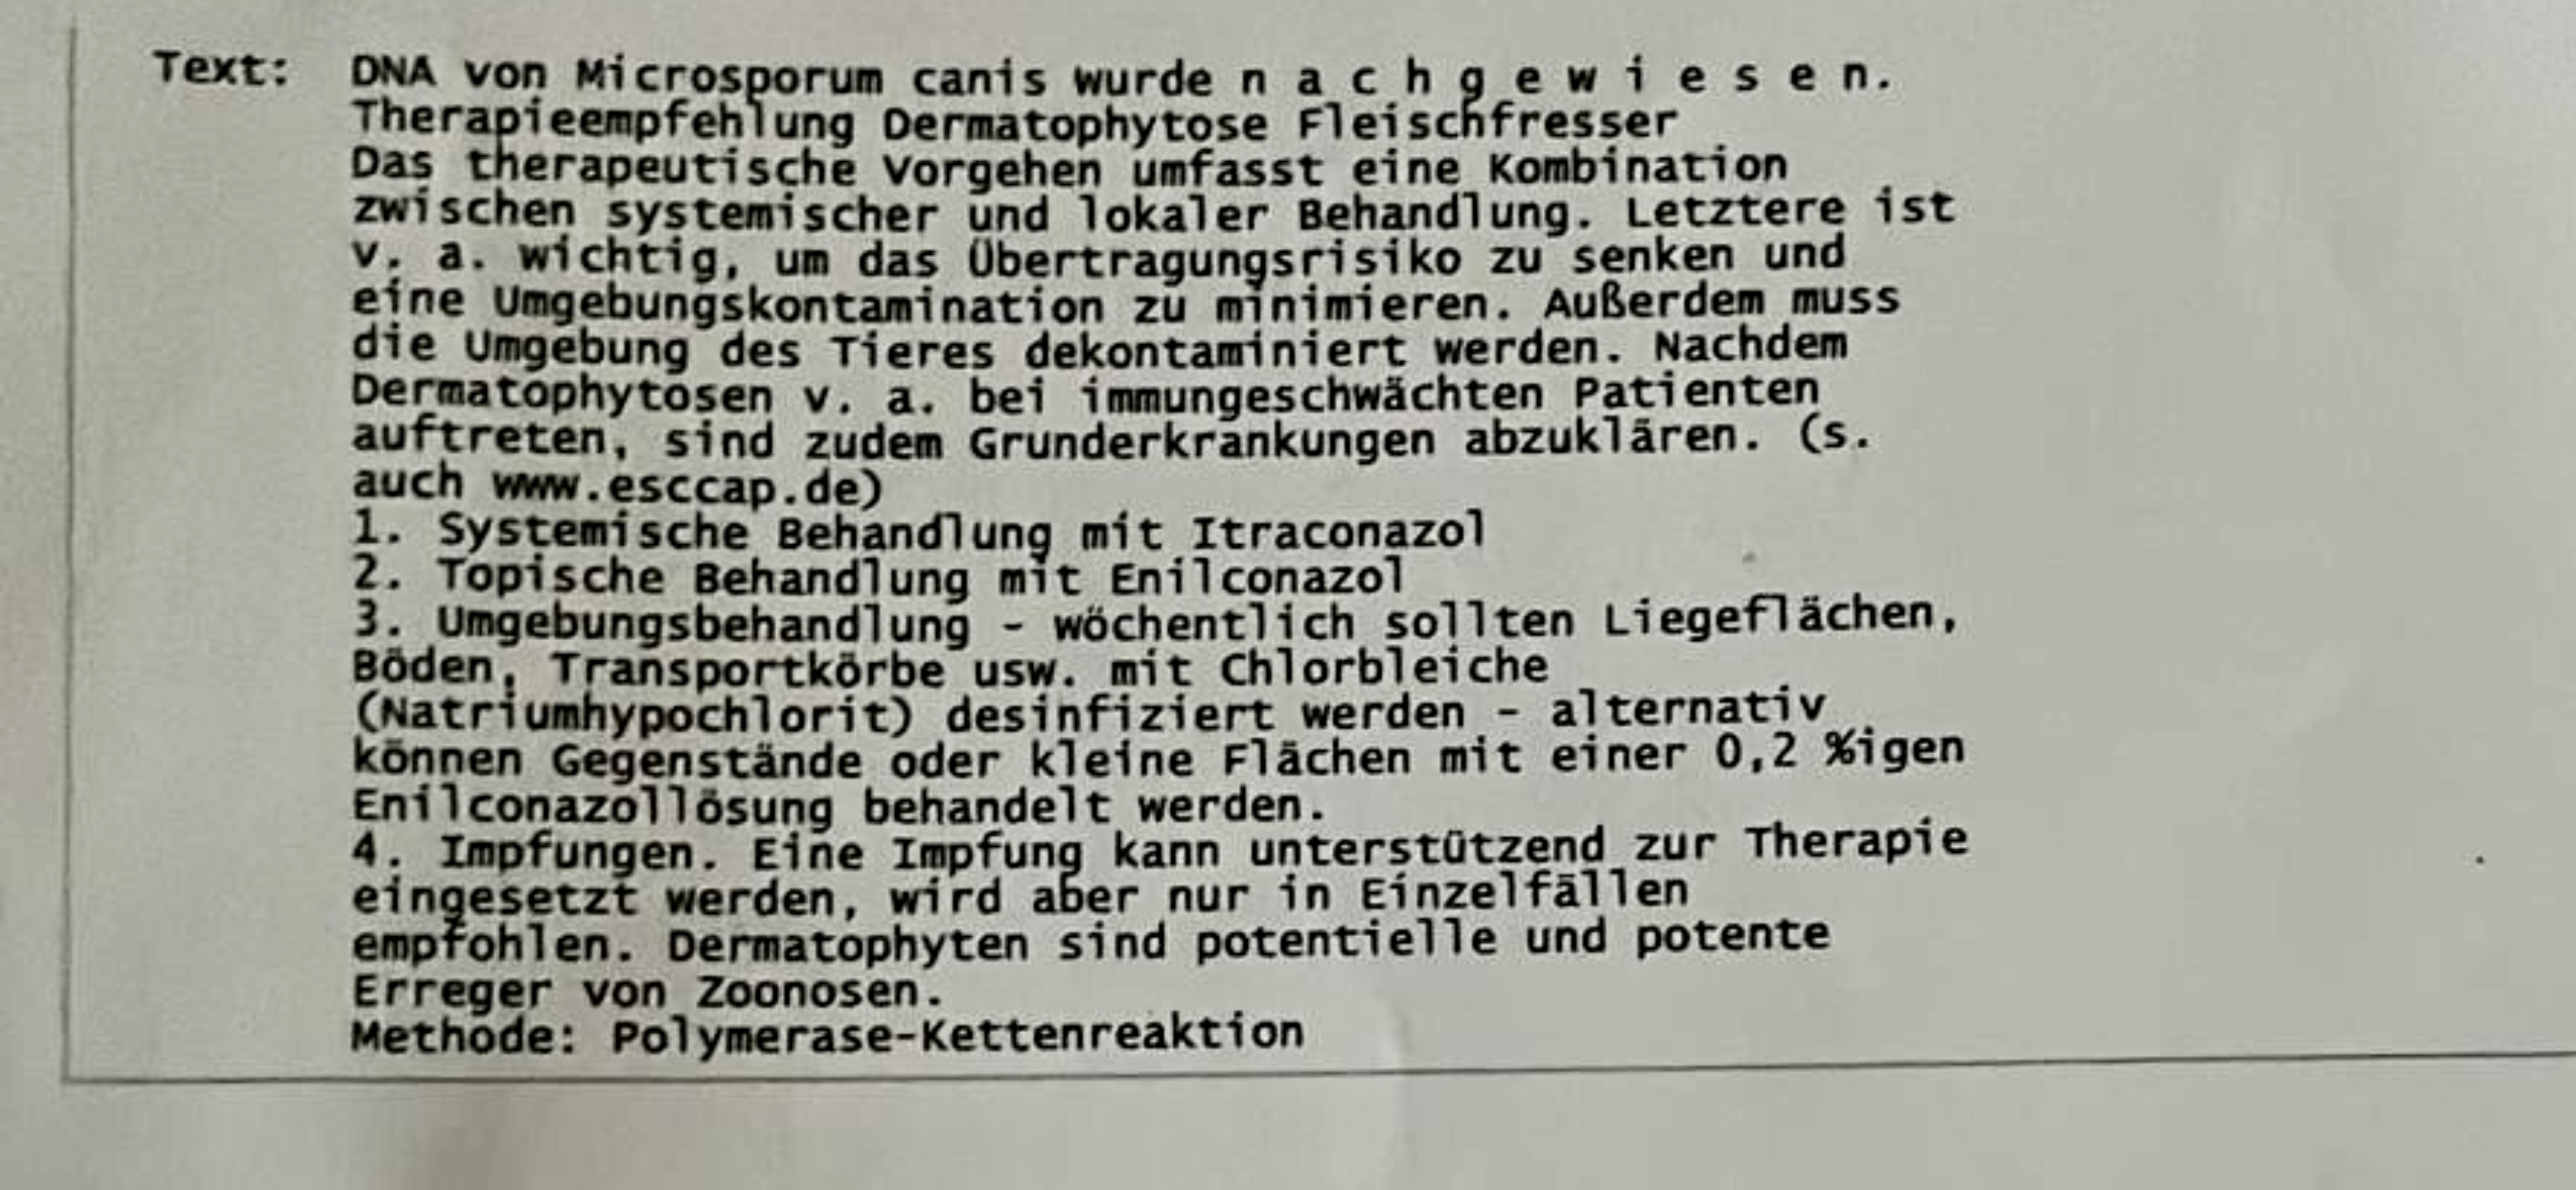 Text: DNA von Microsporum canis wurde n a c h g e w i e s e n.
Therapieempfehlung Dermatophytose Fleischfresser
Das therapeutische Vorgehen umfasst eine Kombination
zwischen systemischer und lokaler Behandlung. Letztere ist
v. a. wichtig, um das Übertragungsrisiko zu senken und
eine Umgebungskontamination zu minimieren. Außerdem muss
die Umgebung des Tieres dekontaminiert werden. Nachdem
Dermatophytosen v. a. bei immungeschwächten Patienten
auftreten, sind zudem Grunderkrankungen abzuklären. (s.
auch www.esccap.de)
1. Systemische Behandlung mit Itraconazol
2. Topische Behandlung mit Enilconazol
3. Umgebungsbehandlung - wöchentlich sollten Liegeflächen,
Böden, Transportkörbe usw. mit Chlorbleiche
(Natriumhypochlorit) desinfiziert werden - alternativ
können Gegenstände oder kleine Flächen mit einer 0,2 %igen
Enilconazollösung behandelt werden.
4. Impfungen. Eine Impfung kann unterstützend zur Therapie
eingesetzt werden, wird aber nur in Einzelfällen
empfohlen. Dermatophyten sind potentielle und potente
Erreger von Zoonosen.
Methode: Polymerase-Kettenreaktion